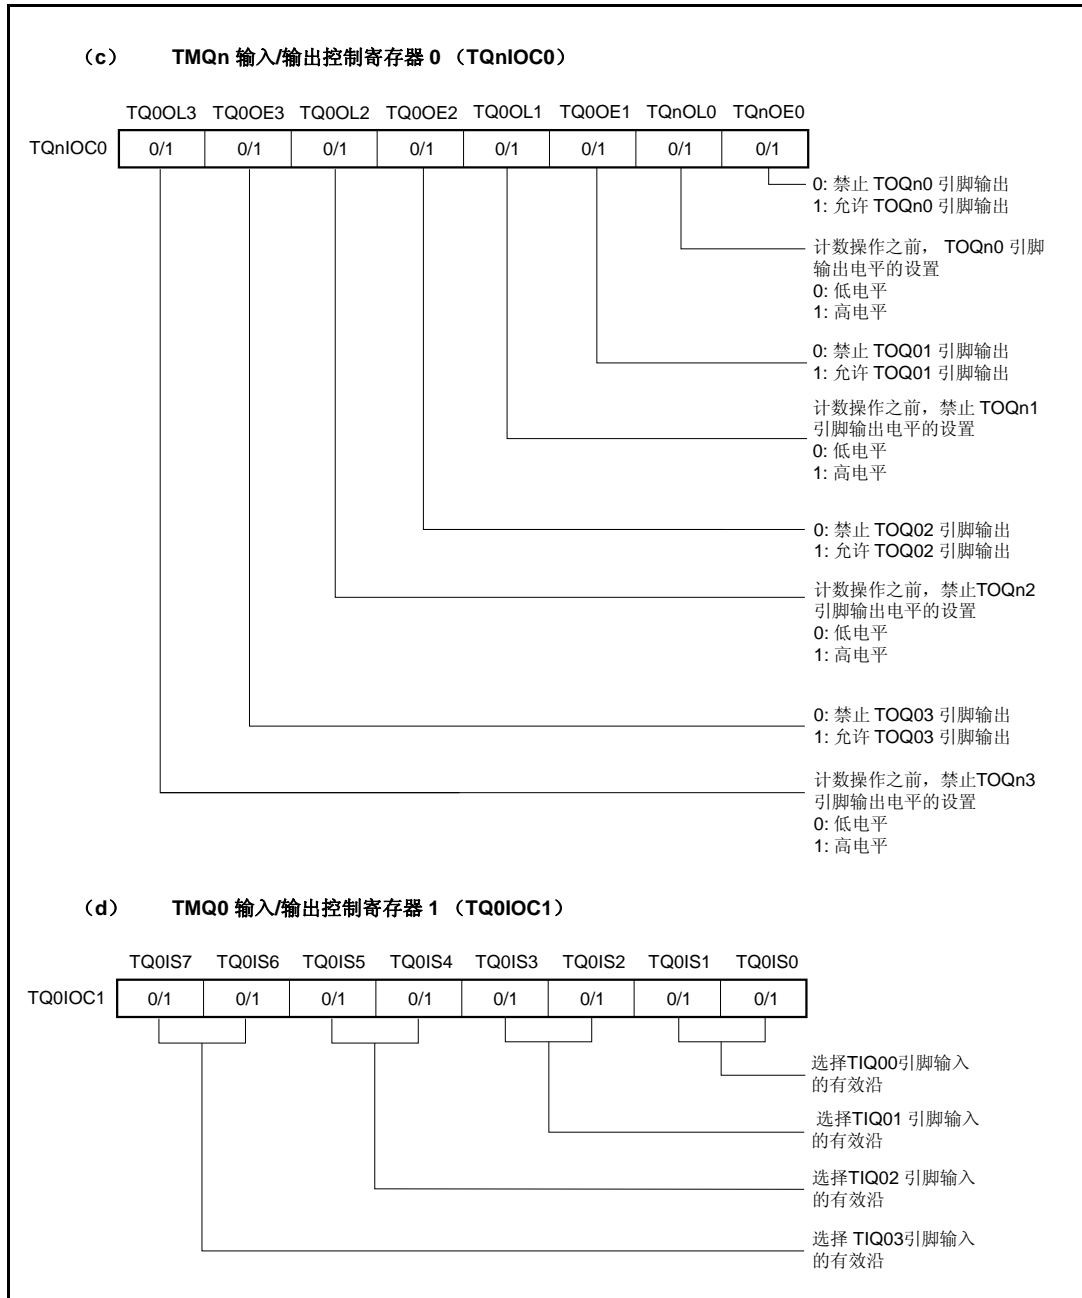 （c） TMQn 输入/输出控制寄存器 0 （TQnIOC0）
TQ0OL3 TQ0OE3 TQ0OL2 TQ0OE2 TQ0OL1 TQ0OE1 TQnOL0 TQnOE0
TQnIOC0 0/1 0/1 0/1 0/1 0/1 0/1 0/1 0/1
0: 禁止 TOQn0 引脚输出
1: 允许 TOQn0 引脚输出
计数操作之前， TOQn0 引脚
输出电平的设置
0: 低电平
1: 高电平
0: 禁止 TOQ01 引脚输出
1: 允许 TOQ01 引脚输出
计数操作之前，禁止 TOQn1
引脚输出电平的设置
0: 低电平
1: 高电平
0: 禁止 TOQ02 引脚输出
1: 允许 TOQ02 引脚输出
计数操作之前，禁止TOQn2
引脚输出电平的设置
0: 低电平
1: 高电平
0: 禁止 TOQ03 引脚输出
1: 允许 TOQ03 引脚输出
计数操作之前，禁止TOQn3
引脚输出电平的设置
0: 低电平
1: 高电平
（d） TMQ0 输入/输出控制寄存器 1 （TQ0IOC1）
TQ0IS7 TQ0IS6 TQ0IS5 TQ0IS4 TQ0IS3 TQ0IS2 TQ0IS1 TQ0IS0
TQ0IOC1 0/1 0/1 0/1 0/1 0/1 0/1 0/1 0/1
选择TIQ00引脚输入
的有效沿
选择TIQ01 引脚输入
的有效沿
选择TIQ02 引脚输入
的有效沿
选择 TIQ03引脚输入
的有效沿